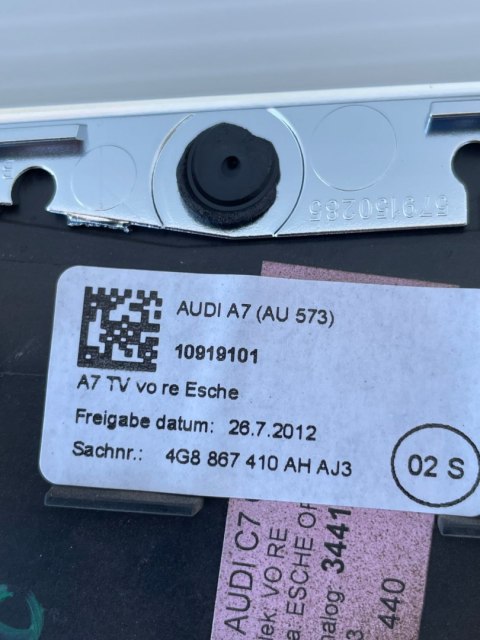 579150285
AUDI A7 (AU 573)
10919101
A7 TV vo re Esche
Freigabe datum: 26.7.2012
Sachnr.: 4G8 867 410 AH AJ3
02 S
AUDI C7
VO RE
ESCHE
3441
440